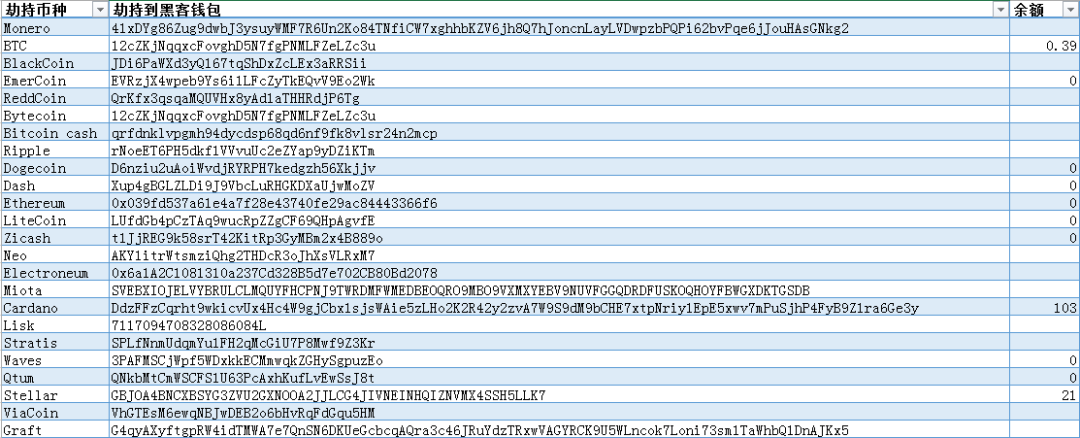 劫持币种 劫持到黑客钱包 余额
Monero 41xDYg86Zug9dwbJ3ysuyWMF7R6Un2Ko84TNfiCW7xghhbKZV6jh8Q7hJoncnLayLVDwpzbPQPi62bvPqe6jJouHAsGNkg2
BTC 12cZKjNqqxcFovghD5N7fgPNMLFZeLZc3u 0.39
BlackCoin JDi6PaWXd3yQ167tqShDxZcLEx3aRRSii
EmerCoin EVRzjX4wpeb9Ys6i1LFcZyTkEQvV9Eo2Wk 0
ReddCoin QrKfx3qsqaMQUVHx8yAd1aTHHRdjP6Tg
Bytecoin 12cZKjNqqxcFovghD5N7fgPNMLFZeLZc3u
Bitcoin cash qrfdnklvpgmh94dycdsp68qd6nf9fk8vlsr24n2mcp
Ripple rNoeET6PH5dkf1VVvuUc2eZYap9yDZiKTm
Dogecoin D6nziu2uAoiWvdjRYRPH7kedgzh56Xkjjv 0
Dash Xup4gBGLZLDi9J9VbcLuRHGKDXaUjwMoZV 0
Ethereum 0x039fd537a61e4a7f28e43740fe29ac84443366f6 0
LiteCoin LUfdGb4pCzTAq9wucRpZZgCF69QHpAgvfE 0
Zicash t1JjREG9k58srT42KitRp3GyMBm2x4B889o 0
Neo AKY1itrWtsmziQhg2THDcR3oJhXsVLRxM7
Electroneum 0x6a1A2C1081310a237Cd328B5d7e702CB80Bd2078
Miota SVEBXIOJELVYBRULCLMQUYFHCPNJ9TWRDMFWMEDBEOQRO9MBO9VXMXYEBV9NUVFGGQDRDFUSKOQHOYFBWGXDKTGSDB
Cardano DdzFFzCqrht9wkicvUx4Hc4W9gjCbx1sjsWAie5zLHo2K2R42y2zvA7W9S9dM9bCHE7xtpNriy1EpE5xwv7mPuSjhP4FyB9Z1ra6Ge3y 103
Lisk 7117094708328086084L
Stratis SPLfNnmUdqmYu1FH2qMcGiU7P8Mwf9Z3Kr
Waves 3PAFMSCjWpf5WDxkkECMmwqkZGHySgpuzEo 0
Qtum QNkbMtCmWSCFS1U63PcAxhKufLvEwSsJ8t 0
Stellar GBJOA4BNCXBSYG3ZVU2GXNOOA2JJLCG4JIVNEINHQIZNVMX4SSH5LLK7 21
ViaCoin VhGTEsM6ewqNBJwDEB2o6bHvRqFdGqu5HM
Graft G4qyAXyftgpRW4idTMWA7e7QnSN6DKUeGcbcqAQra3c46JRuYdzTRxwVAGYRCK9U5WLncok7Loni73sm1TaWhbQ1DnAJKx5